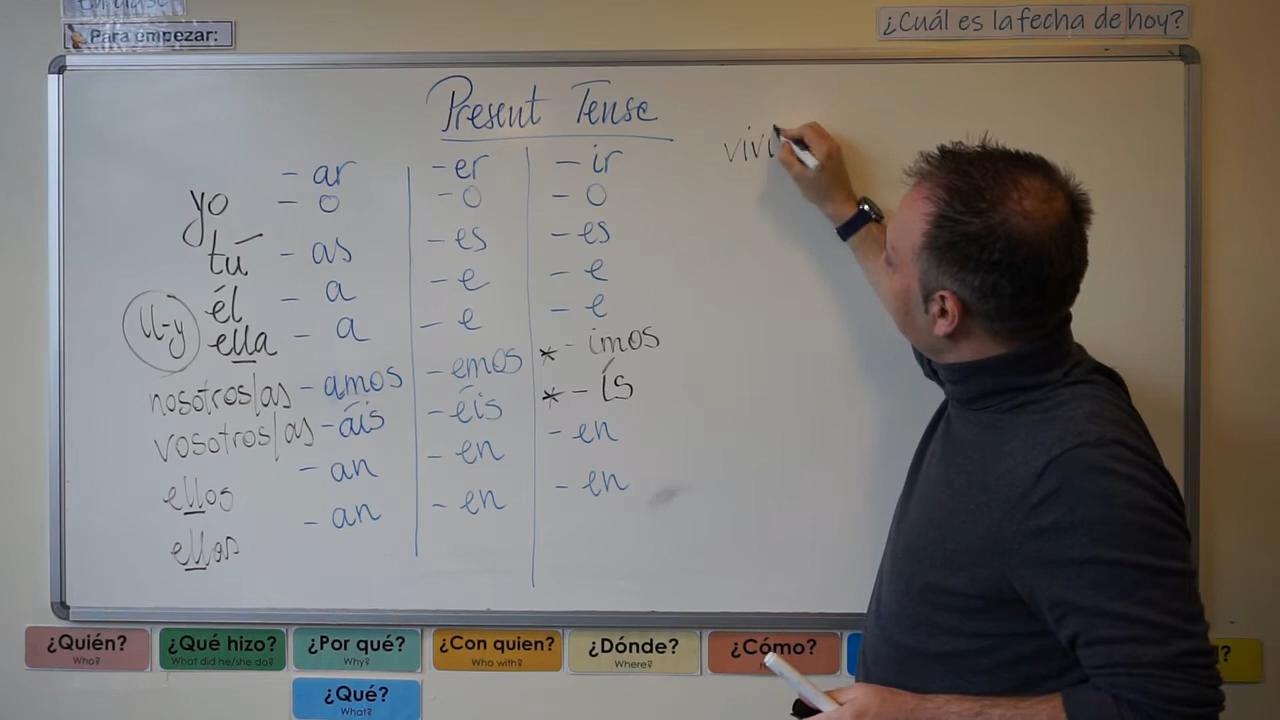 En clase
Para empezar:
¿Cuál es la fecha de hoy?
Present Tense
vivi
- ar - er - ir
yo - o - o - o
tú - as - es - es
él - a - e - e
ll-y
ella - a - e - e
nosotros/as - amos - emos * - imos
vosotros/as - áis - éis * - ís
ellos - an - en - en
ellas - an - en - en
¿Quién?
Who?
¿Qué hizo?
What did he/she do?
¿Por qué?
Why?
¿Con quien?
Who with?
¿Dónde?
Where?
¿Cómo?
¿Qué?
What?